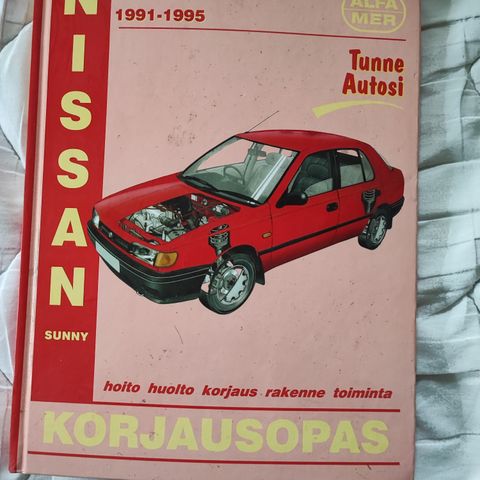 NISSAN
SUNNY
1991-1995
ALFA
MER
Tunne
Autosi
hoito huolto korjaus rakenne toiminta
KORJAUSOPAS